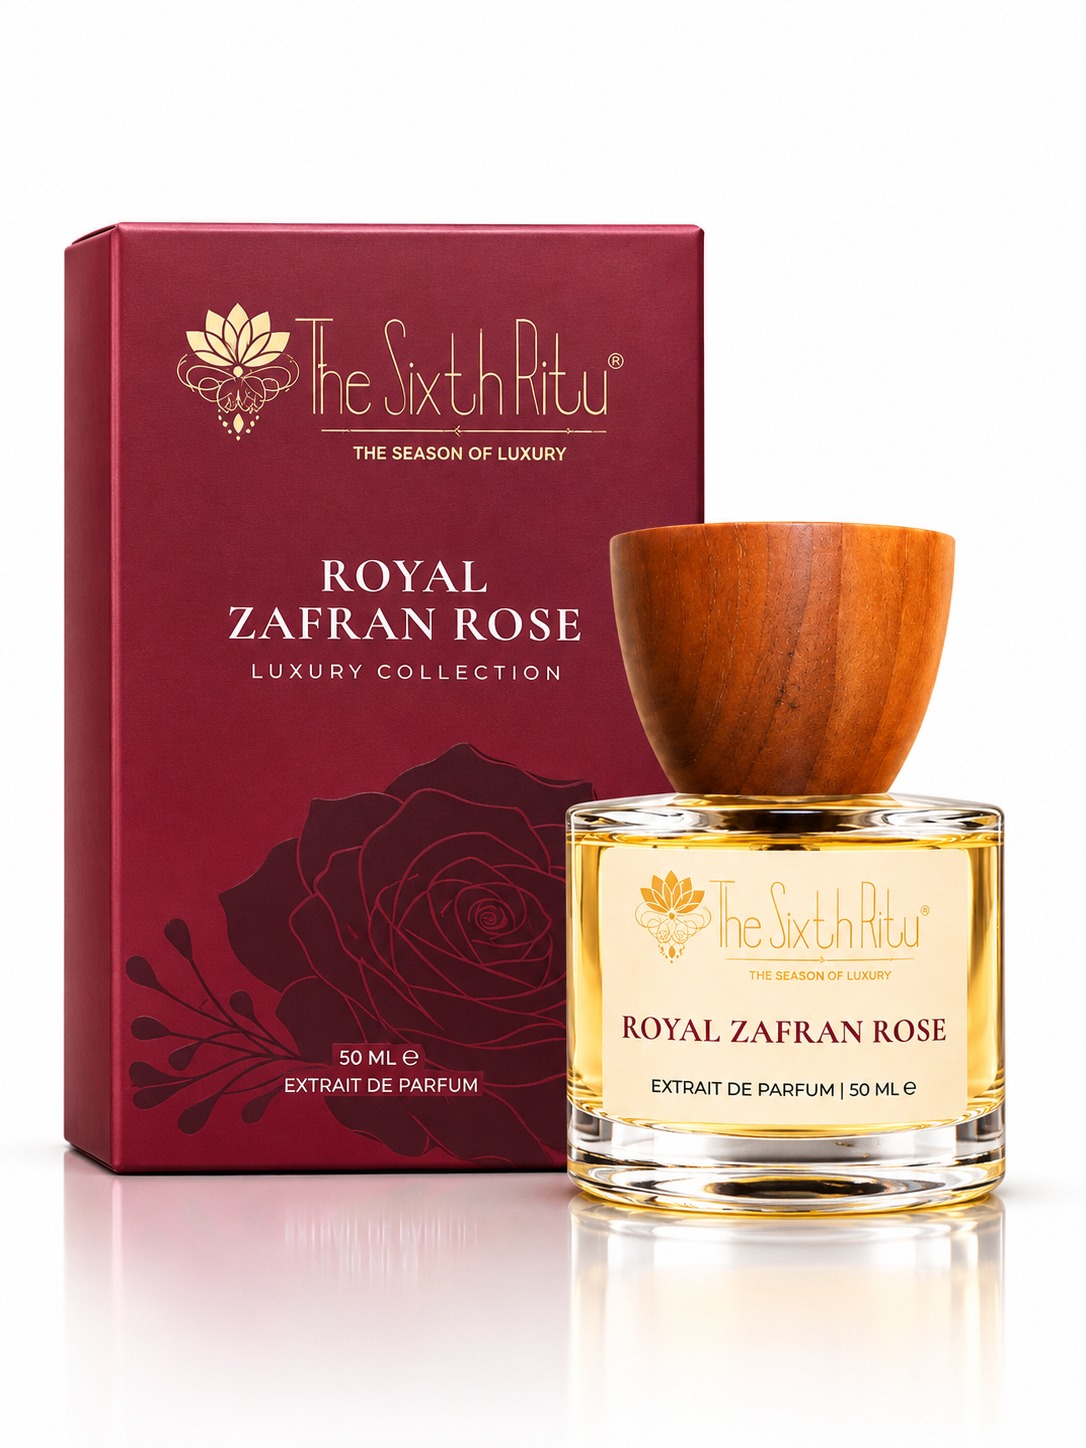 The Sixth Ritu®
THE SEASON OF LUXURY
ROYAL
ZAFRAN ROSE
LUXURY COLLECTION
50 ML ℮
EXTRAIT DE PARFUM
The Sixth Ritu®
THE SEASON OF LUXURY
ROYAL ZAFRAN ROSE
EXTRAIT DE PARFUM | 50 ML ℮